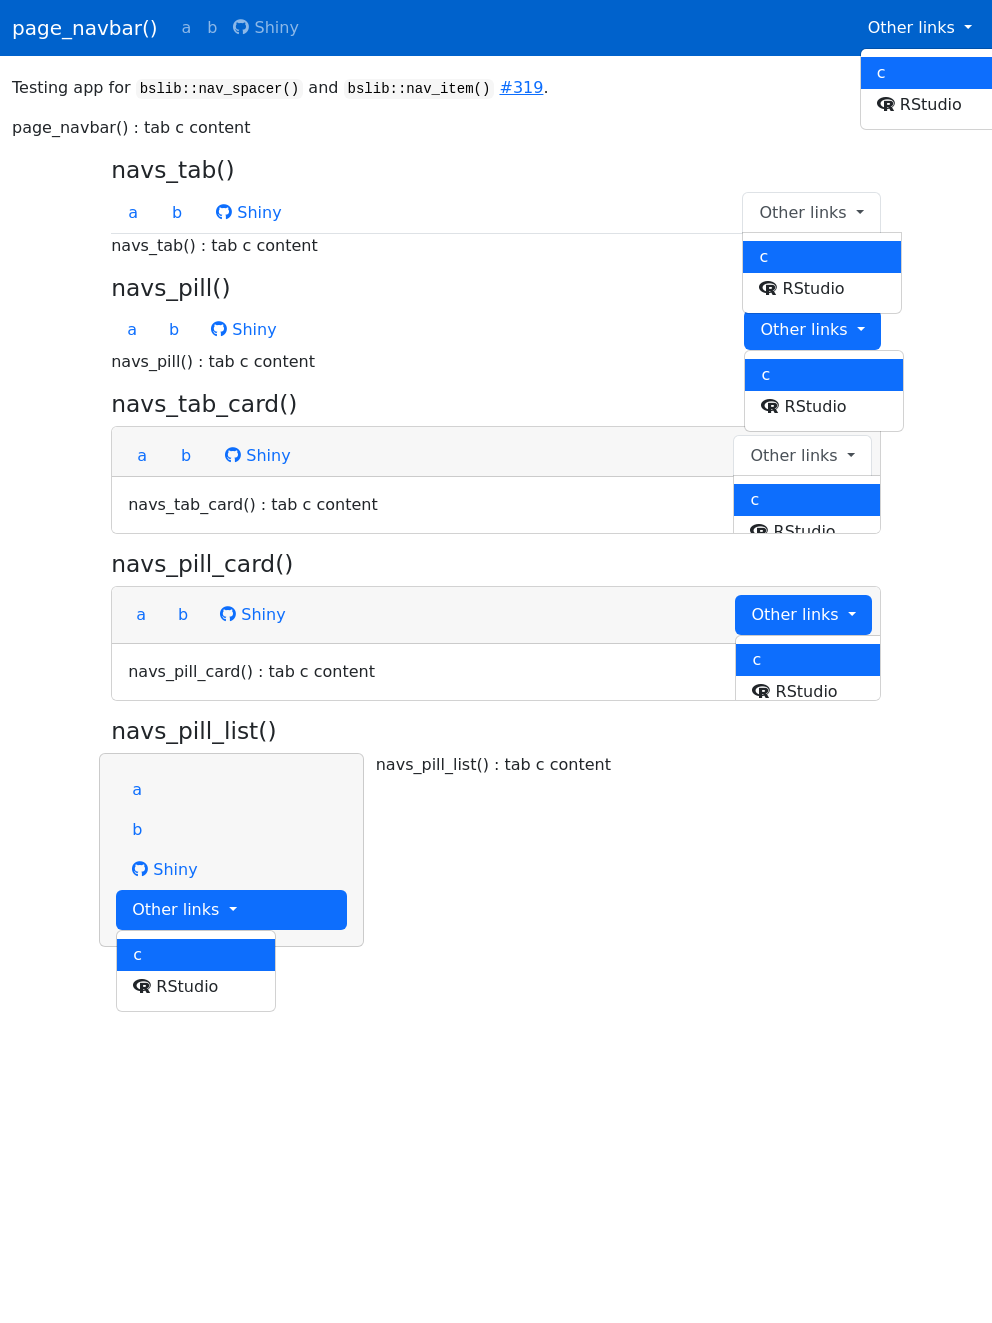 page_navbar() a b Shiny Other links
c
RStudio
Testing app for bslib::nav_spacer() and bslib::nav_item() #319.
page_navbar() : tab c content
navs_tab()
a b Shiny Other links
navs_tab() : tab c content
c
RStudio
navs_pill()
a b Shiny Other links
navs_pill() : tab c content
c
RStudio
navs_tab_card()
a b Shiny Other links
navs_tab_card() : tab c content
c
RStudio
navs_pill_card()
a b Shiny Other links
navs_pill_card() : tab c content
c
RStudio
navs_pill_list()
a
b
Shiny
Other links
c
RStudio
navs_pill_list() : tab c content